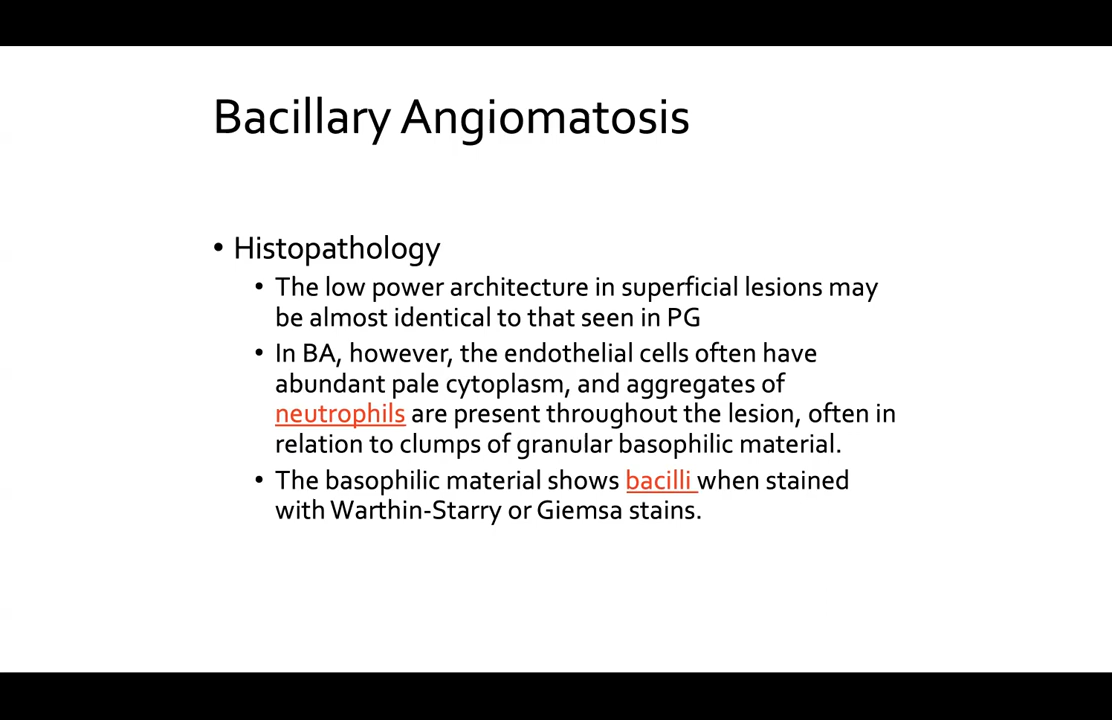 Bacillary Angiomatosis
• Histopathology
• The low power architecture in superficial lesions may
be almost identical to that seen in PG
• In BA, however, the endothelial cells often have
abundant pale cytoplasm, and aggregates of
neutrophils are present throughout the lesion, often in
relation to clumps of granular basophilic material.
• The basophilic material shows bacilli when stained
with Warthin-Starry or Giemsa stains.